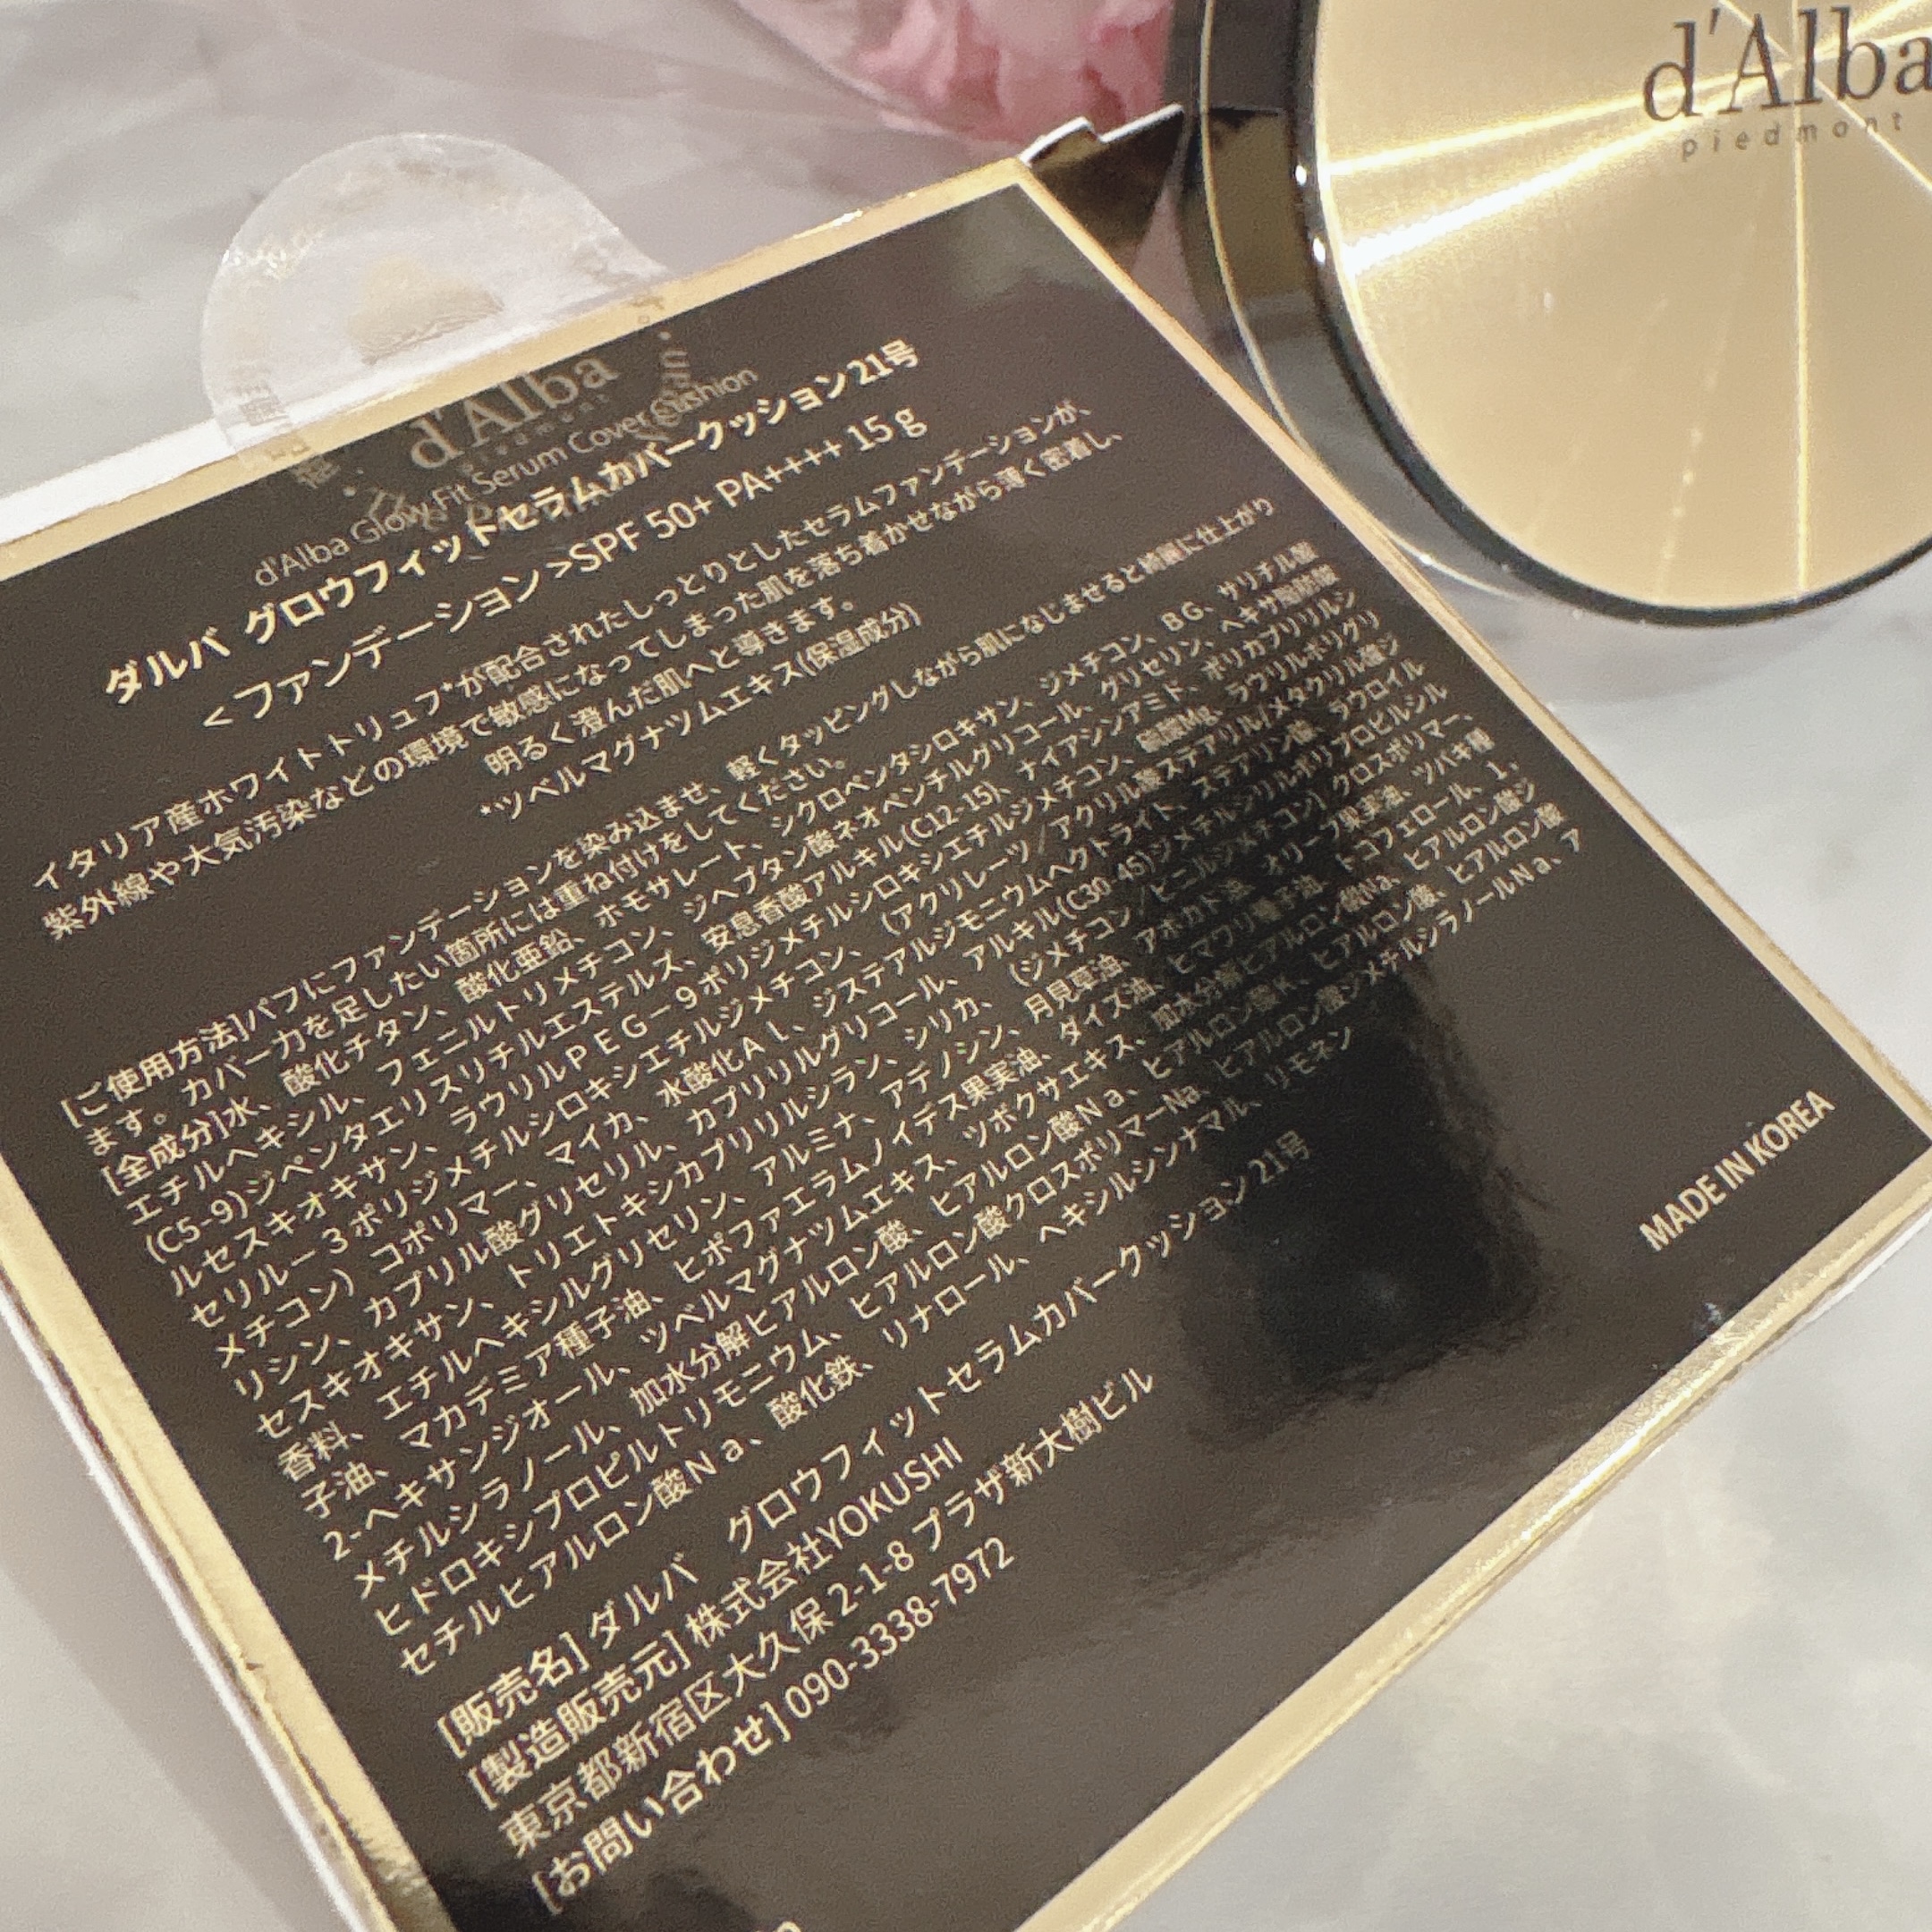 d'Alba
piedmont
d'Alba
piedmont
d'Alba Glow Fit Serum Cover Cushion
ダルバ グロウフィットセラムカバークッション21号
<ファンデーション>SPF 50+ PA++++ 15 g
イタリア産ホワイトトリュフ*が配合されたしっとりとしたセラムファンデーションが、
紫外線や大気汚染などの環境で敏感になってしまった肌を落ち着かせながら薄く密着し、
明るく澄んだ肌へと導きます。
*ツベルマグナツムエキス(保湿成分)
[ご使用方法]パフにファンデーションを染み込ませ、軽くタッピングしながら肌になじませると綺麗に仕上がり
ます。カバー力を足したい箇所には重ね付けをしてください。
[全成分]水、酸化チタン、酸化亜鉛、ホモサレート、シクロペンタシロキサン、ジメチコン、BG、サリチル酸
エチルヘキシル、フェニルトリメチコン、ジヘプタン酸ネオペンチルグリコール、グリセリン、ヘキサ脂肪酸
(C5-9)ジペンタエリスリチルエステルズ、安息香酸アルキル(C12-15)、ナイアシンアミド、ポリカプリリルシ
ルセスキオキサン、ラウリルPEG－9ポリジメチルシロキシエチルジメチコン、硫酸Mg、ラウリルポリグリ
セリル－3ポリジメチルシロキシエチルジメチコン、(アクリレーツ/アクリル酸ステアリル/メタクリル酸ジ
メチコン) コポリマー、マイカ、水酸化Al、ジステアルジモニウムヘクトライト、ステアリン酸、ラウロイル
リシン、カプリル酸グリセリル、カプリリルグリコール、アルキル(C30-45)ジメチルシリルポリプロピルシル
セスキオキサン、トリエトキシカプリリルシラン、シリカ、(ジメチコン/ビニルジメチコン) クロスポリマー、
香料、エチルヘキシルグリセリン、アルミナ、アデノシン、月見草油、アボカド油、オリーブ果実油、ツバキ種
子油、マカデミア種子油、ヒポファエラムノイデス果実油、ダイズ油、ヒマワリ種子油、トコフェロール、1，
2-ヘキサンジオール、ツベルマグナツムエキス、ツボクサエキス、加水分解ヒアルロン酸Na、ヒアルロン酸ジ
メチルシラノール、加水分解ヒアルロン酸、ヒアルロン酸Na、ヒアルロン酸K、ヒアルロン酸、ヒアルロン酸
ヒドロキシプロピルトリモニウム、ヒアルロン酸クロスポリマーNa、ヒアルロン酸ジメチルシラノールNa、ア
セチルヒアルロン酸Na、酸化鉄、リナロール、ヘキシルシンナマル、リモネン
[販売名] ダルバ グロウフィットセラムカバークッション 21号
[製造販売元] 株式会社YOKUSHI
東京都新宿区大久保 2-1-8 プラザ新大樹ビル
[お問い合わせ] 090-3338-7972
MADE IN KOREA